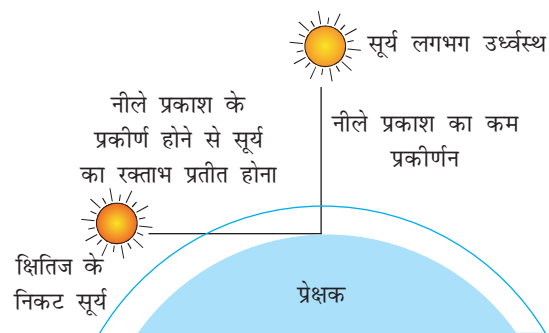 सूर्य लगभग उर्ध्वस्थ
नीले प्रकाश के
प्रकीर्ण होने से सूर्य
का रक्ताभ प्रतीत होना
नीले प्रकाश का कम
प्रकीर्णन
क्षितिज के
निकट सूर्य
प्रेक्षक